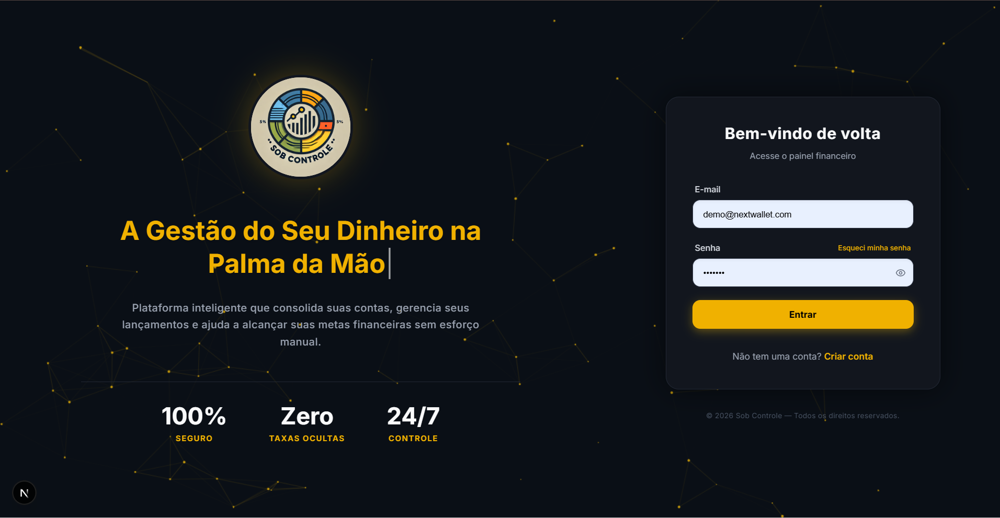 5%
5%
SOB CONTROLE
A Gestão do Seu Dinheiro na
Palma da Mão
Plataforma inteligente que consolida suas contas, gerencia seus
lançamentos e ajuda a alcançar suas metas financeiras sem esforço
manual.
100%
SEGURO
Zero
TAXAS OCULTAS
24/7
CONTROLE
N
Bem-vindo de volta
Acesse o painel financeiro
E-mail
demo@nextwallet.com
Senha
Esqueci minha senha
•••••••
Entrar
Não tem uma conta? Criar conta
© 2026 Sob Controle — Todos os direitos reservados.